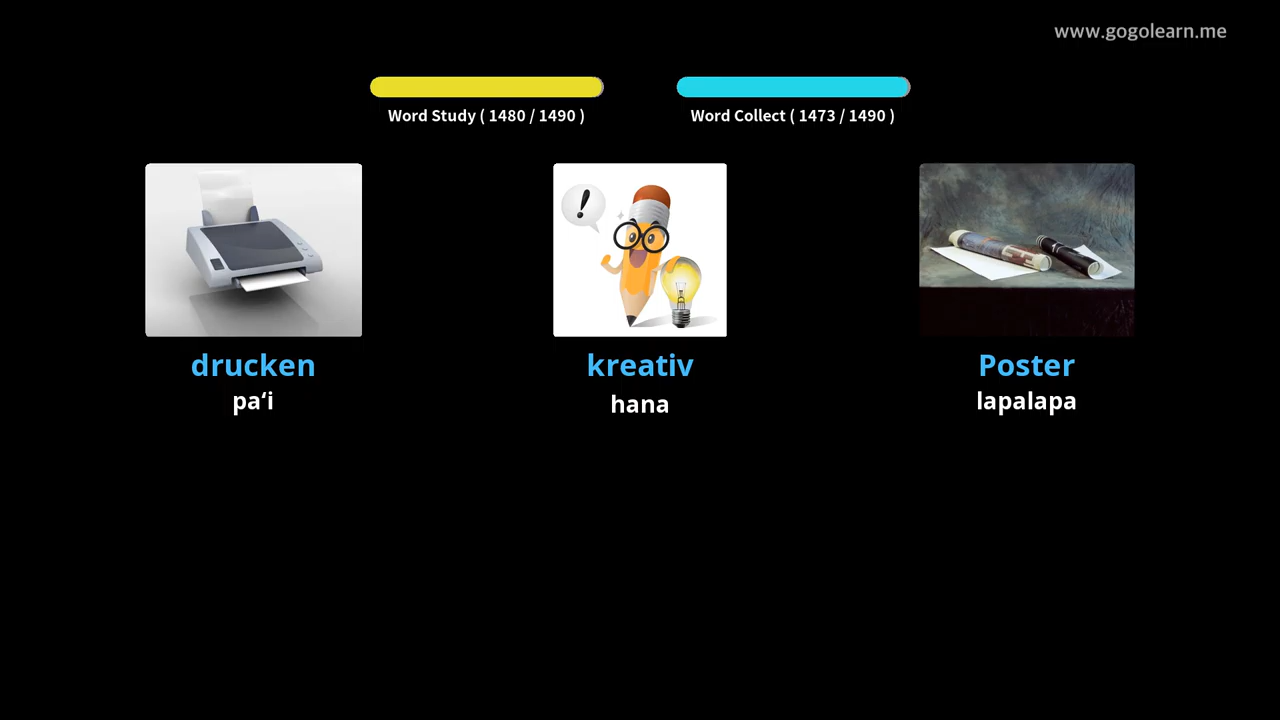 www.gogolearn.me
Word Study ( 1480 / 1490 )
Word Collect ( 1473 / 1490 )
!
drucken
kreativ
Poster
paʻi
hana
lapalapa